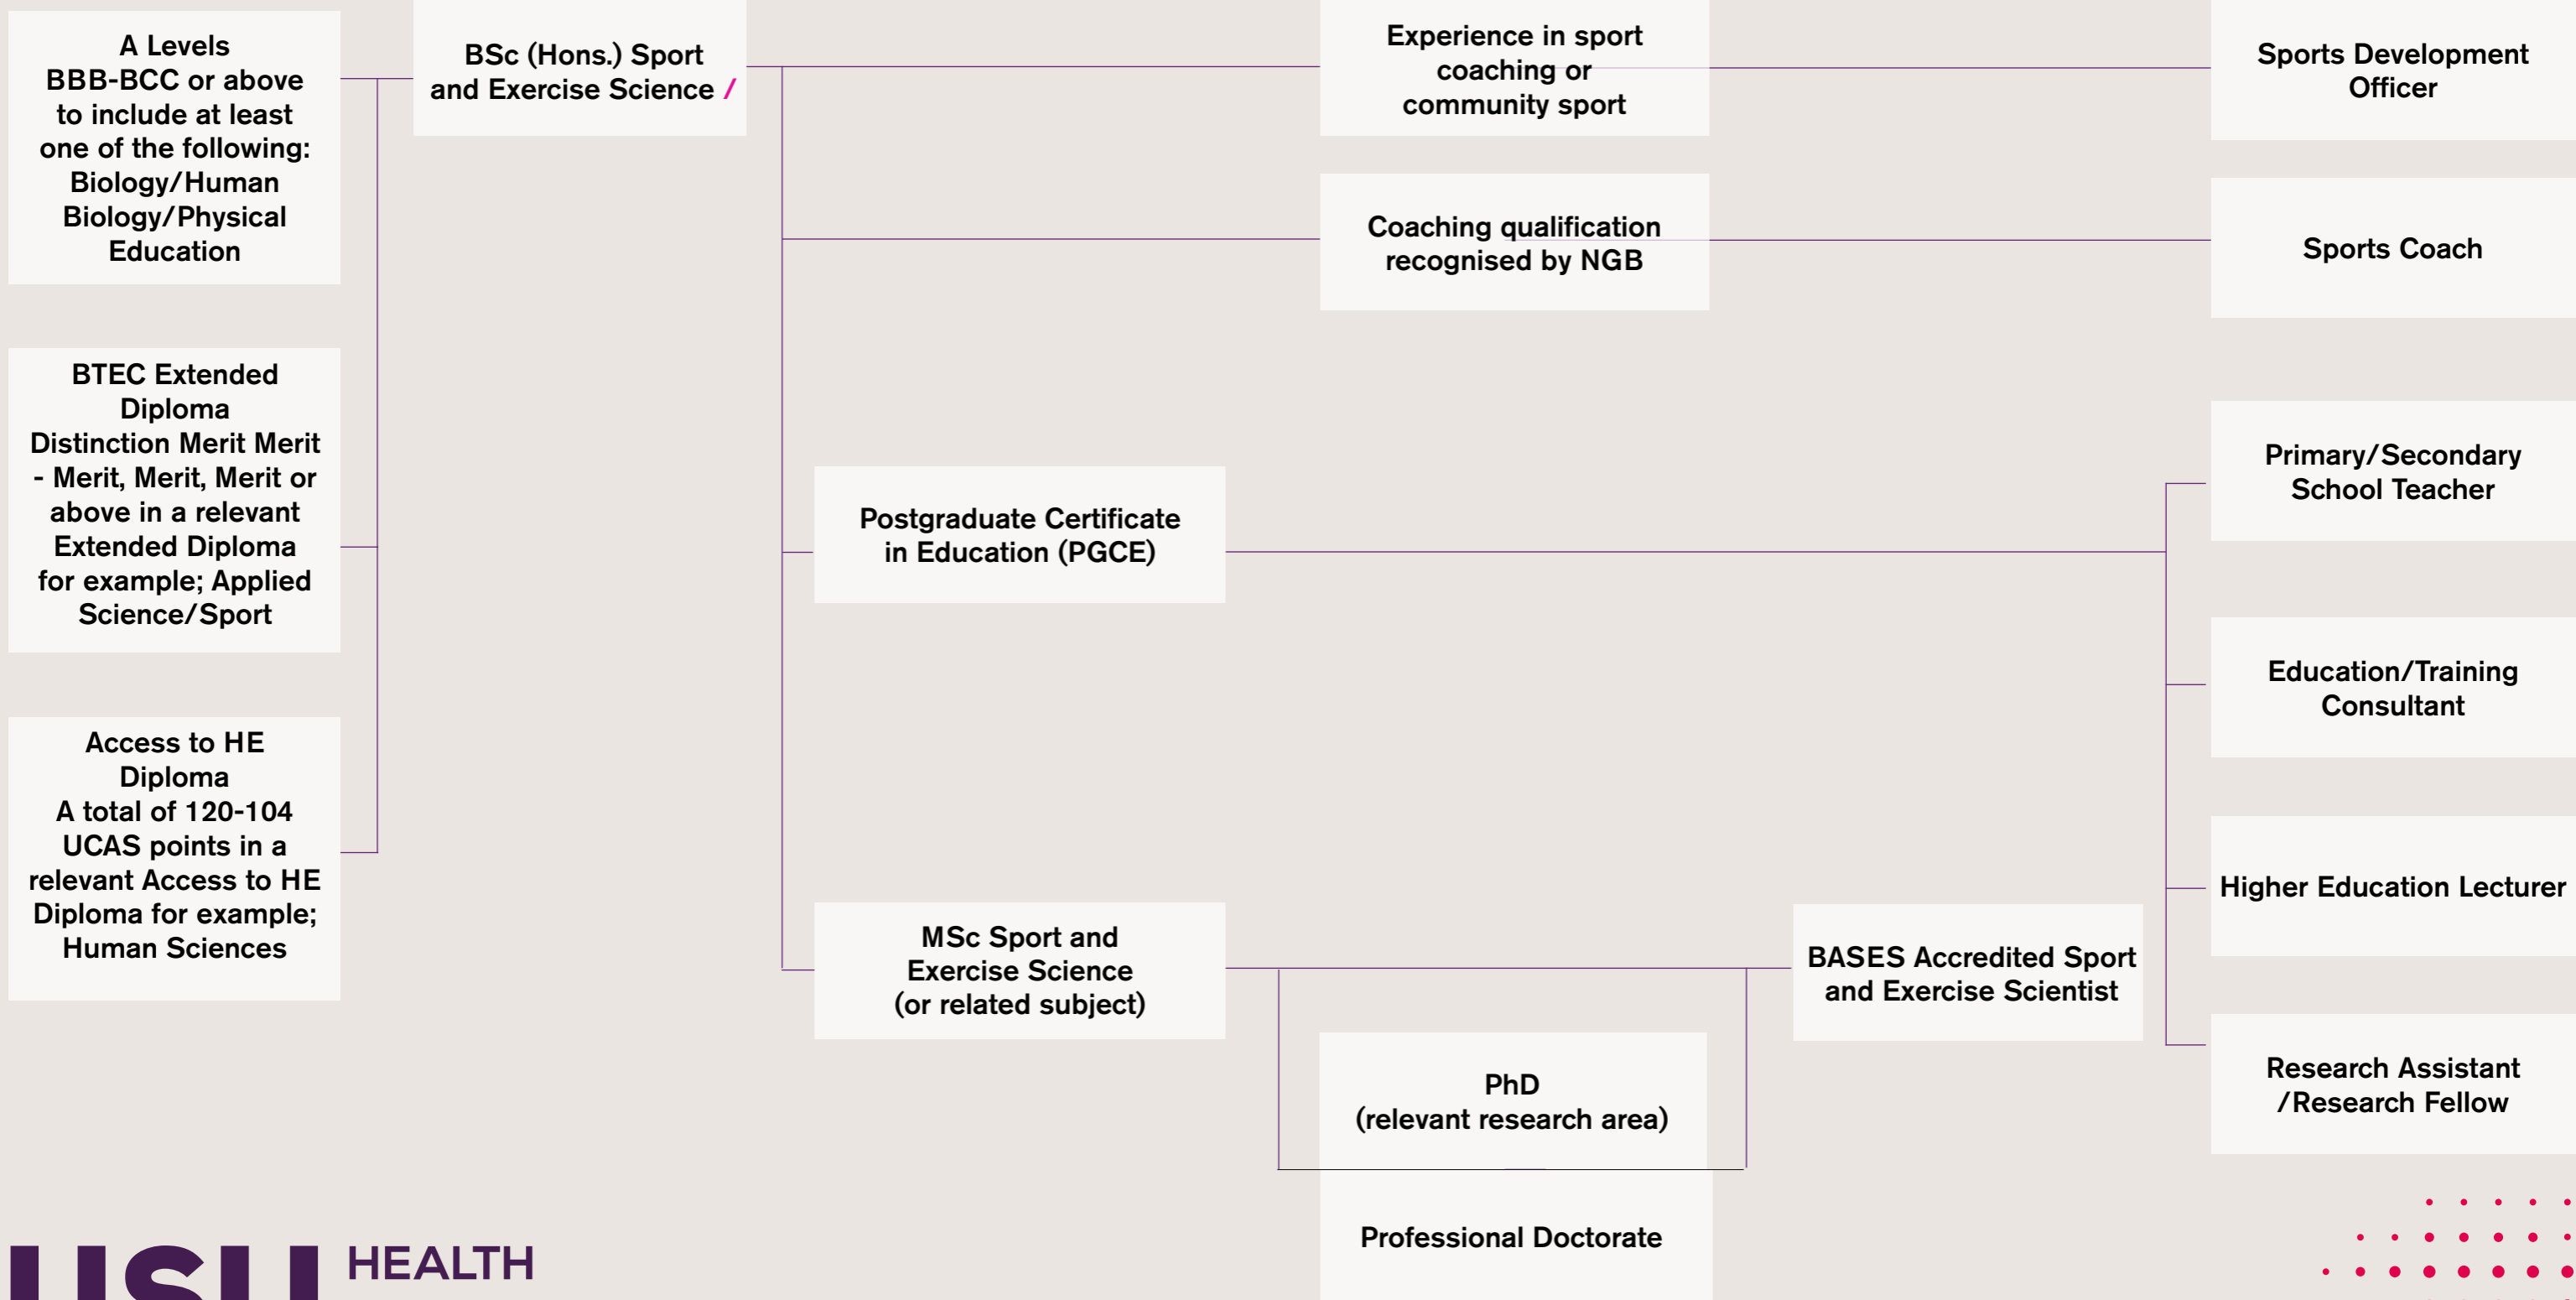 A Levels
BBB-BCC or above
to include at least
one of the following:
Biology/Human
Biology/Physical
Education
BTEC Extended
Diploma
Distinction Merit Merit
- Merit, Merit, Merit or
above in a relevant
Extended Diploma
for example; Applied
Science/Sport
Access to HE
Diploma
A total of 120-104
UCAS points in a
relevant Access to HE
Diploma for example;
Human Sciences
BSc (Hons.) Sport
and Exercise Science /
Postgraduate Certificate
in Education (PGCE)
MSc Sport and
Exercise Science
(or related subject)
Experience in sport
coaching or
community sport
Coaching qualification
recognised by NGB
PhD
(relevant research area)
Professional Doctorate
BASES Accredited Sport
and Exercise Scientist
Sports Development
Officer
Sports Coach
Primary/Secondary
School Teacher
Education/Training
Consultant
Higher Education Lecturer
Research Assistant
/Research Fellow
HEALTH